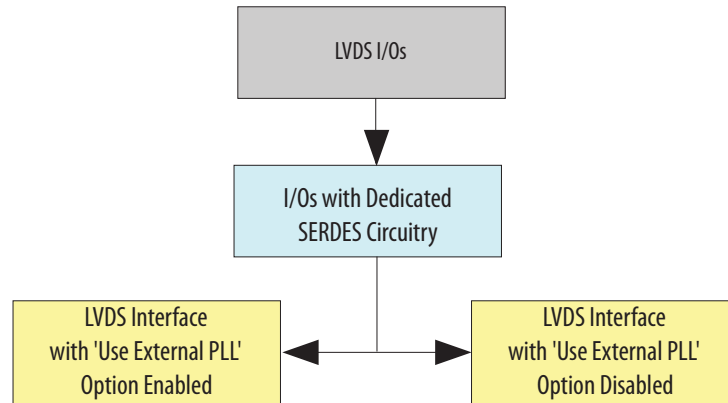 LVDS I/Os
I/Os with Dedicated
SERDES Circuitry
LVDS Interface
with 'Use External PLL'
Option Enabled
LVDS Interface
with 'Use External PLL'
Option Disabled